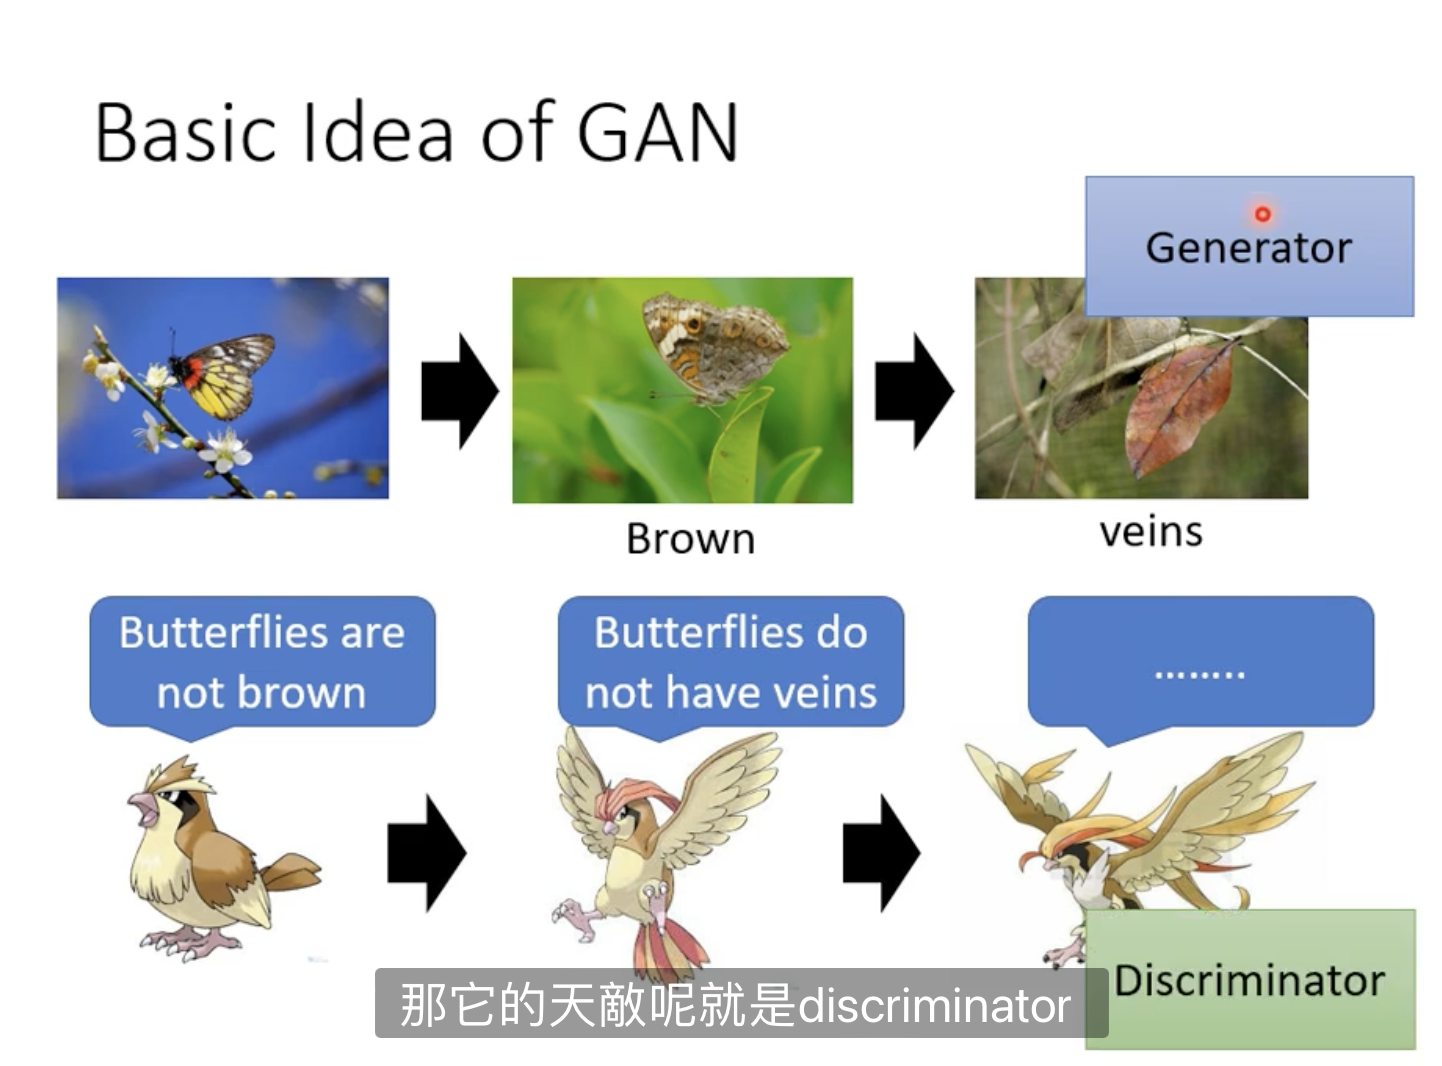 Basic Idea of GAN
Generator
Brown
veins
Butterflies are
not brown
Butterflies do
not have veins
........
Discriminator
那它的天敵呢就是discriminator